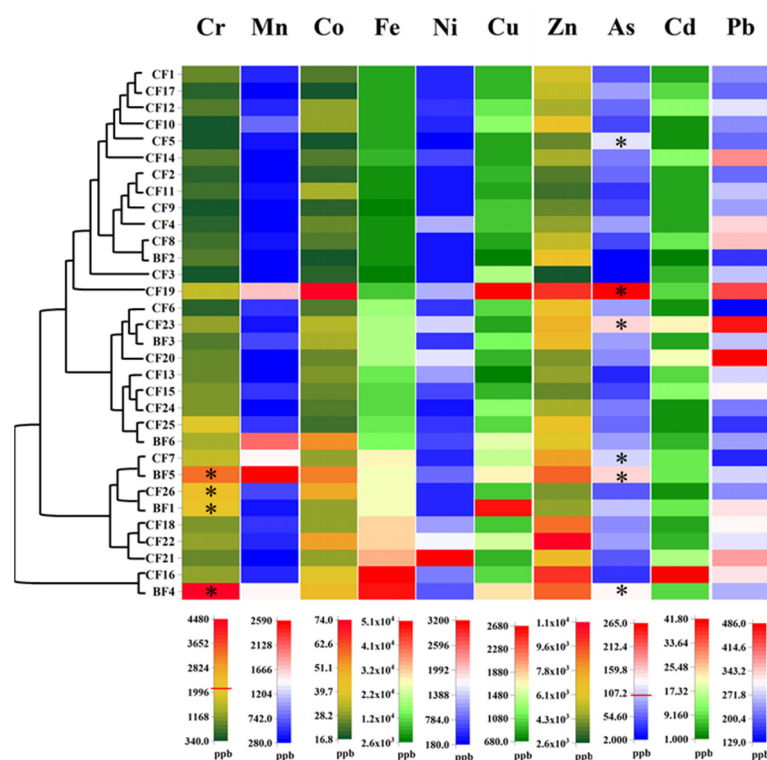 Cr Mn Co Fe Ni Cu Zn As Cd Pb
CF1
CF17
CF12
CF10
CF5 *
CF14
CF2
CF11
CF9
CF4
CF8
BF2
CF3
CF19 *
CF6
CF23 *
BF3
CF20
CF13
CF15
CF24
CF25
BF6
CF7 *
BF5 * *
CF26 *
BF1 *
CF18
CF22
CF21
CF16
BF4 * *
4480 2590 74.0 5.1x10⁴ 3200 2680 1.1x10⁴ 265.0 41.80 486.0
3652 2128 62.6 4.1x10⁴ 2596 2280 9.6x10³ 212.4 33.64 414.6
2824 1666 51.1 3.2x10⁴ 1992 1880 7.8x10³ 159.8 25.48 343.2
1996 1204 39.7 2.2x10⁴ 1388 1480 6.1x10³ 107.2 17.32 271.8
1168 742.0 28.2 1.2x10⁴ 784.0 1080 4.3x10³ 54.60 9.160 200.4
340.0 280.0 16.8 2.6x10³ 180.0 680.0 2.6x10³ 2.000 1.000 129.0
ppb ppb ppb ppb ppb ppb ppb ppb ppb ppb